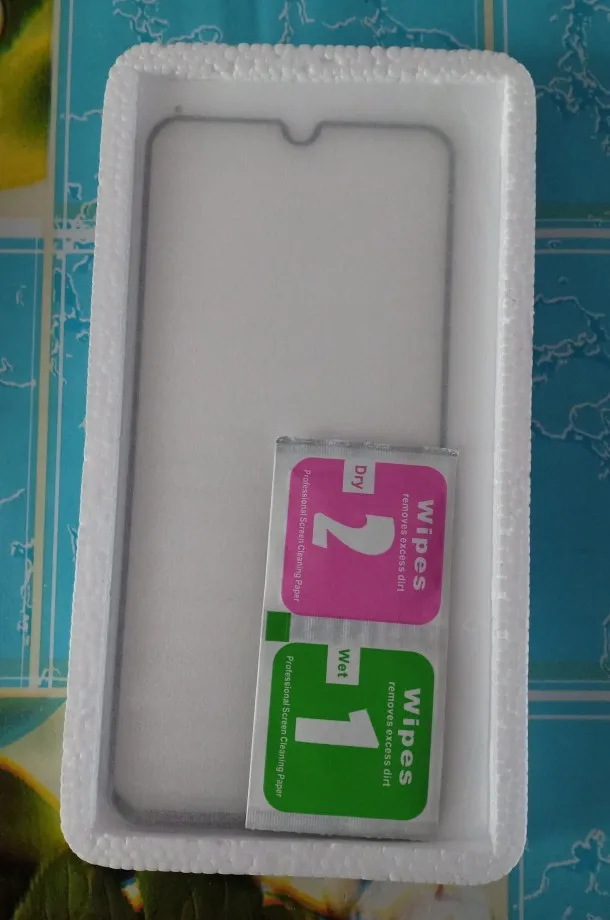 Wipes
removes excess dirt
Dry
2
Professional Screen Cleaning Paper
Wipes
removes excess dirt
Wet
1
Professional Screen Cleaning Paper